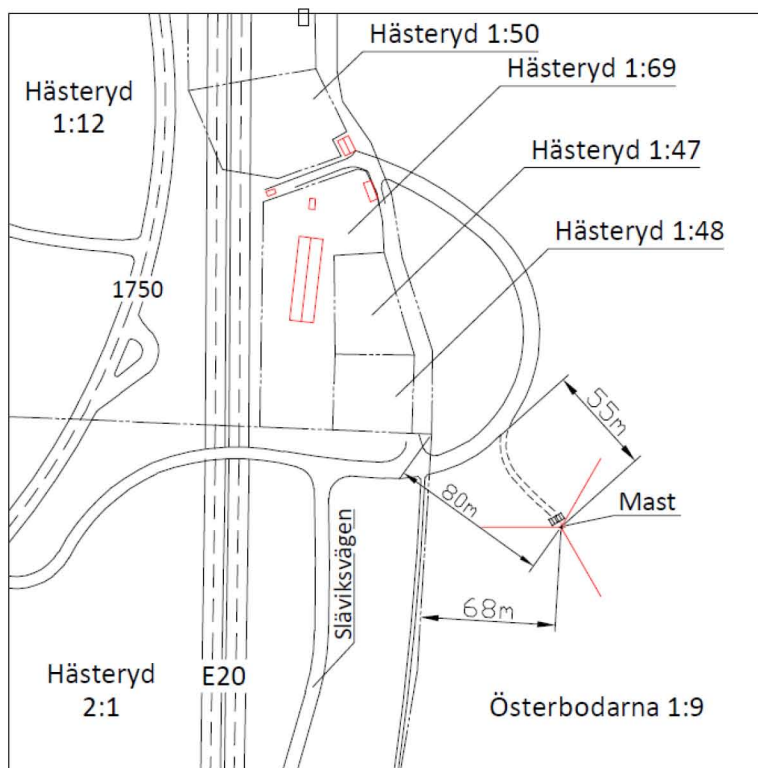 Hästeryd 1:50
Hästeryd 1:69
Hästeryd
1:12
Hästeryd 1:47
Hästeryd 1:48
1750
55m
80m
Mast
Släviksvägen
68m
Hästeryd
2:1
E20
Österbodarna 1:9